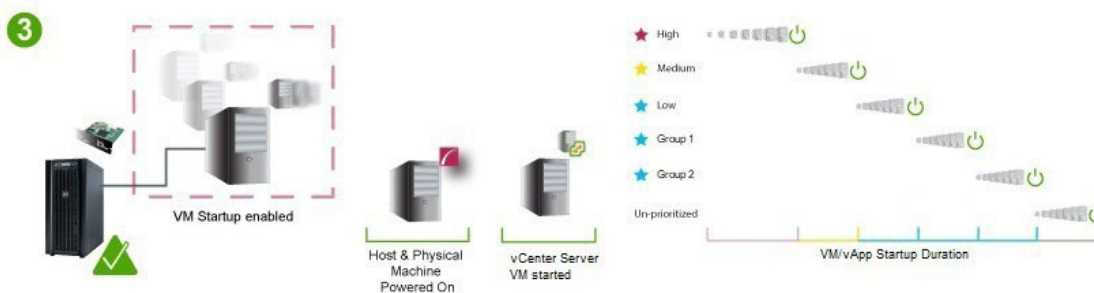 3
VM Startup enabled
Host & Physical
Machine
Powered On
vCenter Server
VM started
High
Medium
Low
Group 1
Group 2
Un-prioritized
VM/vApp Startup Duration